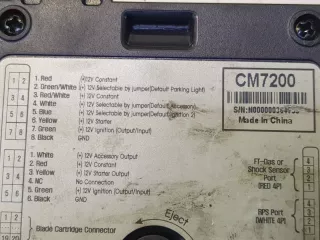 1. Red (+)12V Constant
2. Green/White (+)12V Selectable by jumper(Default Parking Light)
3. Red/White (+)12V Constant
4. White (+)12V Selectable by jumper(Default Accessory)
5. Blue (+)12V Selectable by jumper(Default Ignition 2)
6. Yellow (+)12V Starter
7. Green (+)12V Ignition (Output/Input)
8. Black GND
CM7200
Made In China
1. White (+)12V Accessory Output
2. Red (+)12V Constant
3. Yellow (+)12V Starter Output
4. NC No Connection
5. Green (+)12V Ignition (Output/Input)
6. Black GND
FT-Gas or
Shock Sensor
Port
(RED 4P)
RPS Port
(WHITE 4P)
Eject
Blade Cartridge Connector